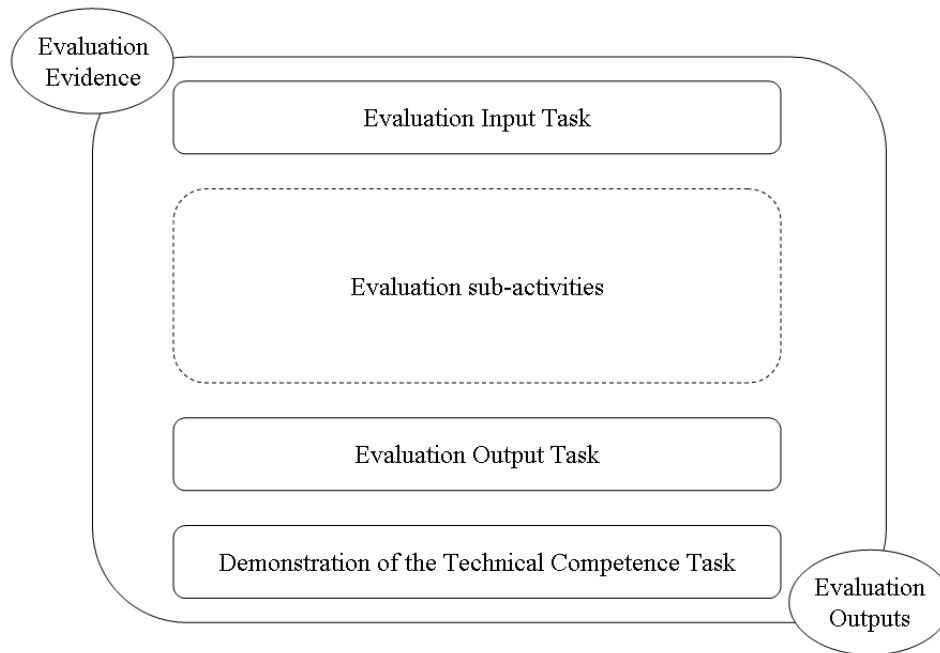 Evaluation
Evidence
Evaluation Input Task
Evaluation sub-activities
Evaluation Output Task
Demonstration of the Technical Competence Task
Evaluation
Outputs